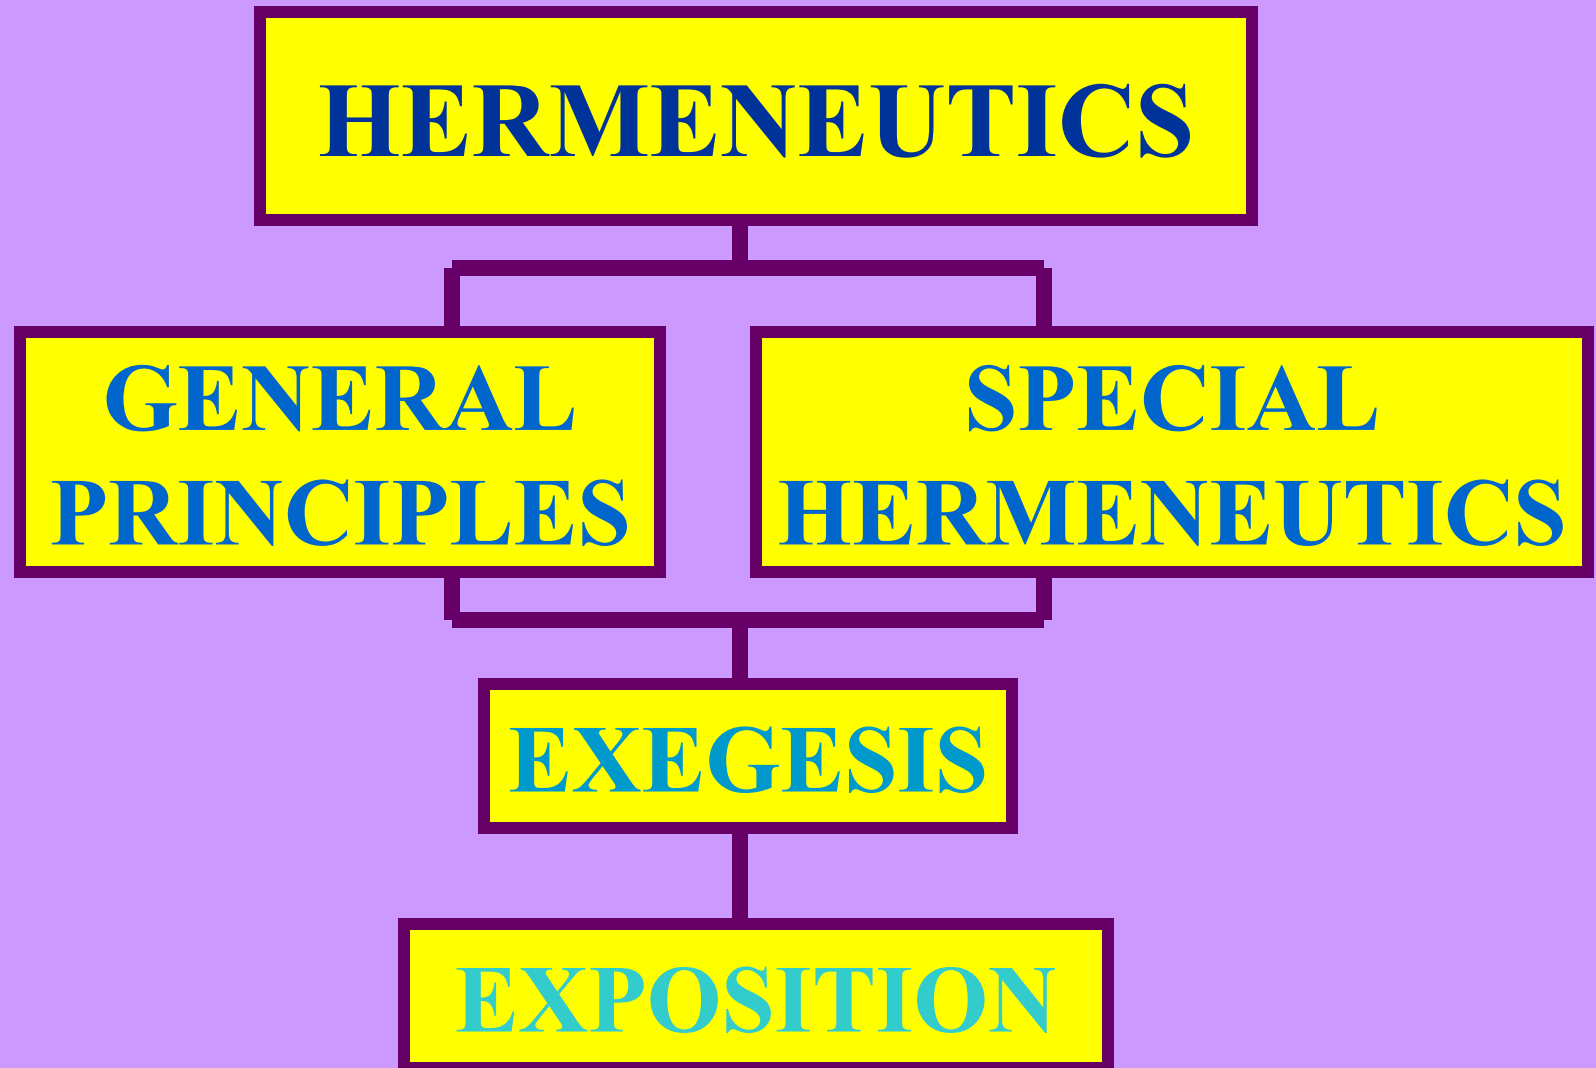 HERMENEUTICS
GENERAL
PRINCIPLES
SPECIAL
HERMENEUTICS
EXEGESIS
EXPOSITION